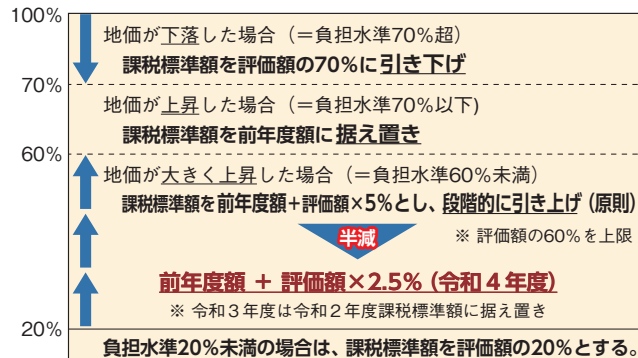 100%
地価が下落した場合（＝負担水準70%超）
課税標準額を評価額の70%に引き下げ
70%
地価が上昇した場合（＝負担水準70%以下)
課税標準額を前年度額に据え置き
60%
地価が大きく上昇した場合（＝負担水準60%未満）
課税標準額を前年度額＋評価額×5%とし、段階的に引き上げ（原則）
半減
※ 評価額の60%を上限
前年度額 ＋ 評価額×2.5%（令和４年度）
※ 令和３年度は令和２年度課税標準額に据え置き
20%
負担水準20%未満の場合は、課税標準額を評価額の20%とする。